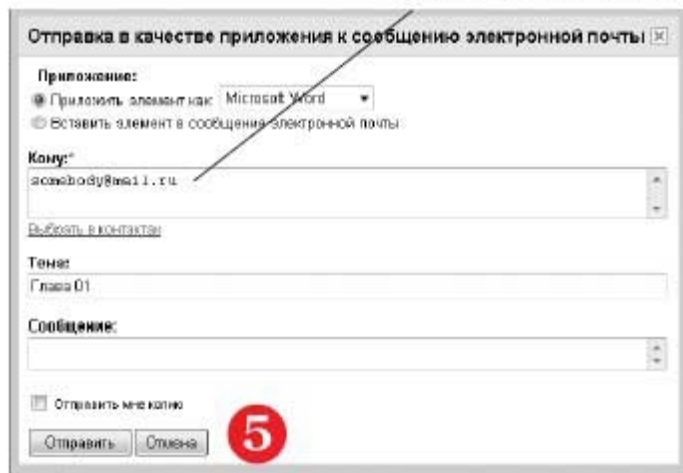 Отправка в качестве приложения к сообщению электронной почты
Приложение:
Приложить элемент как: Microsoft Word
Вставить элемент в сообщение электронной почты
Кому:*
somebody@mail.ru
Выбрать в контактах
Тема:
Глава 01
Сообщение:
Отправить мне копию
Отправить Отмена 5